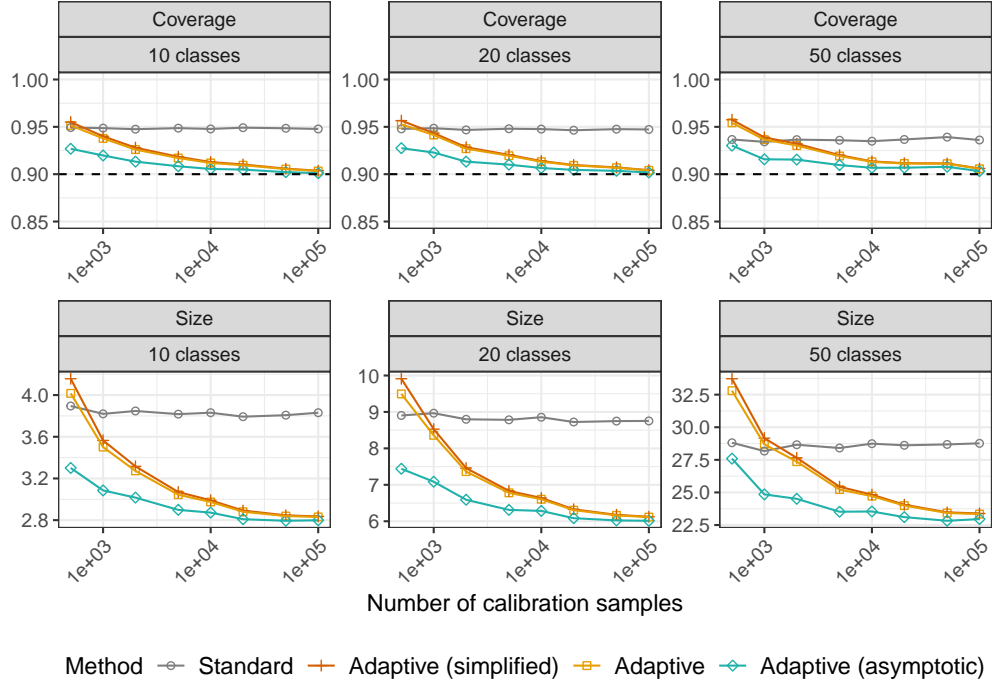 Coverage Coverage Coverage
10 classes 20 classes 50 classes
1.00 1.00 1.00
0.95 0.95 0.95
0.90 0.90 0.90
0.85 0.85 0.85
1e+03 1e+04 1e+05 1e+03 1e+04 1e+05 1e+03 1e+04 1e+05
Size Size Size
10 classes 20 classes 50 classes
4.0 10 32.5
3.6 9 30.0
3.2 8 27.5
2.8 7 25.0
6 22.5
1e+03 1e+04 1e+05 1e+03 1e+04 1e+05 1e+03 1e+04 1e+05
Number of calibration samples
Method Standard Adaptive (simplified) Adaptive Adaptive (asymptotic)